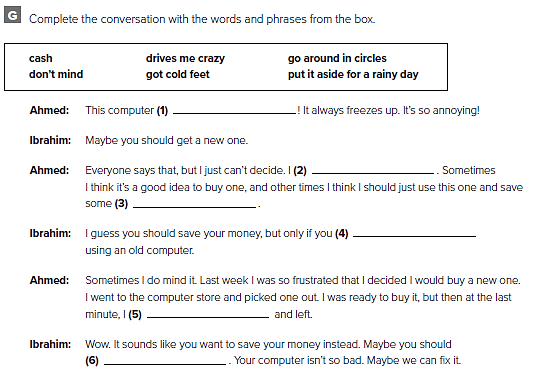 G Complete the conversation with the words and phrases from the box.
cash drives me crazy go around in circles
don't mind got cold feet put it aside for a rainy day
Ahmed: This computer (1) ____________________! It always freezes up. It's so annoying!
Ibrahim: Maybe you should get a new one.
Ahmed: Everyone says that, but I just can't decide. I (2) ____________________. Sometimes
I think it's a good idea to buy one, and other times I think I should just use this one and save
some (3) ____________________.
Ibrahim: I guess you should save your money, but only if you (4) ____________________
using an old computer.
Ahmed: Sometimes I do mind it. Last week I was so frustrated that I decided I would buy a new one.
I went to the computer store and picked one out. I was ready to buy it, but then at the last
minute, I (5) ____________________ and left.
Ibrahim: Wow. It sounds like you want to save your money instead. Maybe you should
(6) ____________________. Your computer isn't so bad. Maybe we can fix it.